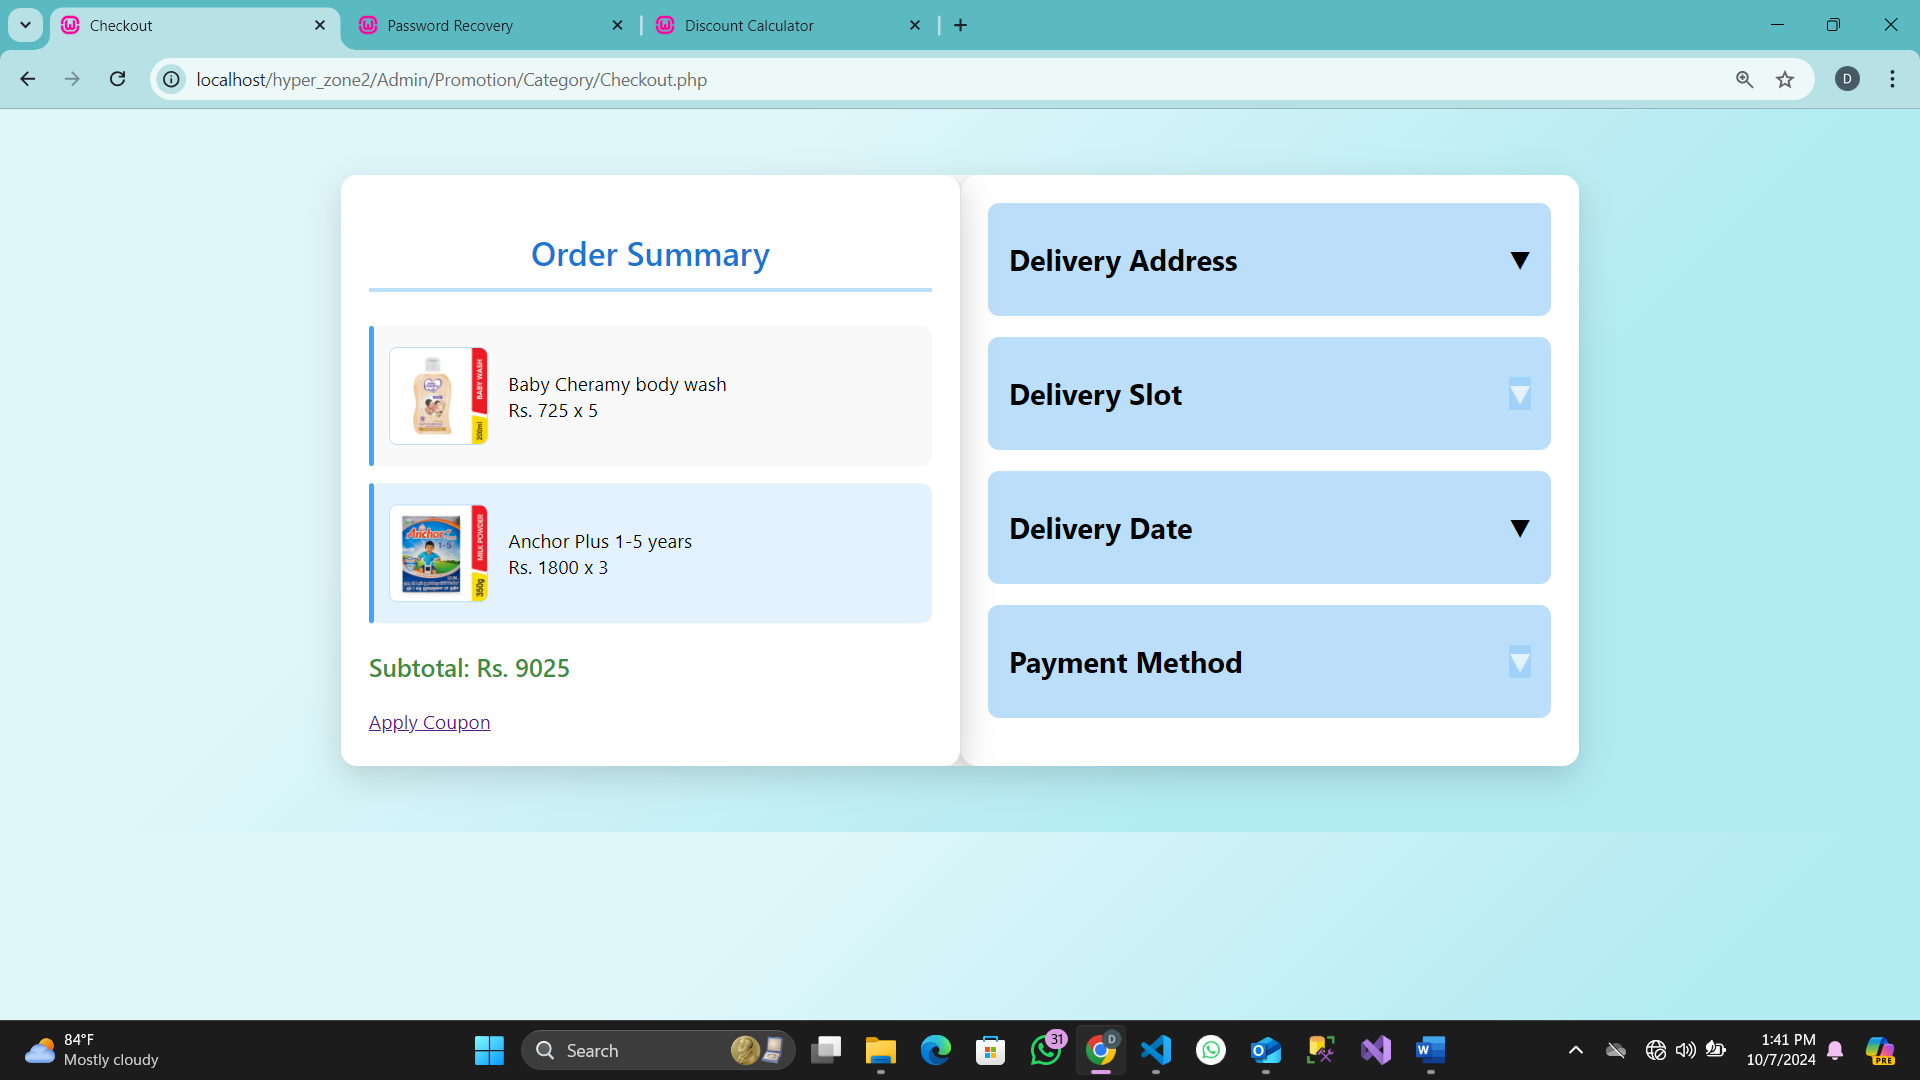 Checkout
Password Recovery
Discount Calculator
localhost/hyper_zone2/Admin/Promotion/Category/Checkout.php
D
Order Summary
BABY WASH
200ml
Baby Cheramy body wash
Rs. 725 x 5
Anchor
1-5
MILK POWDER
350g
Anchor Plus 1-5 years
Rs. 1800 x 3
Subtotal: Rs. 9025
Apply Coupon
Delivery Address ▼
Delivery Slot ▼
Delivery Date ▼
Payment Method ▼
84°F
Mostly cloudy
Search
31
D
1:41 PM
10/7/2024
PRE